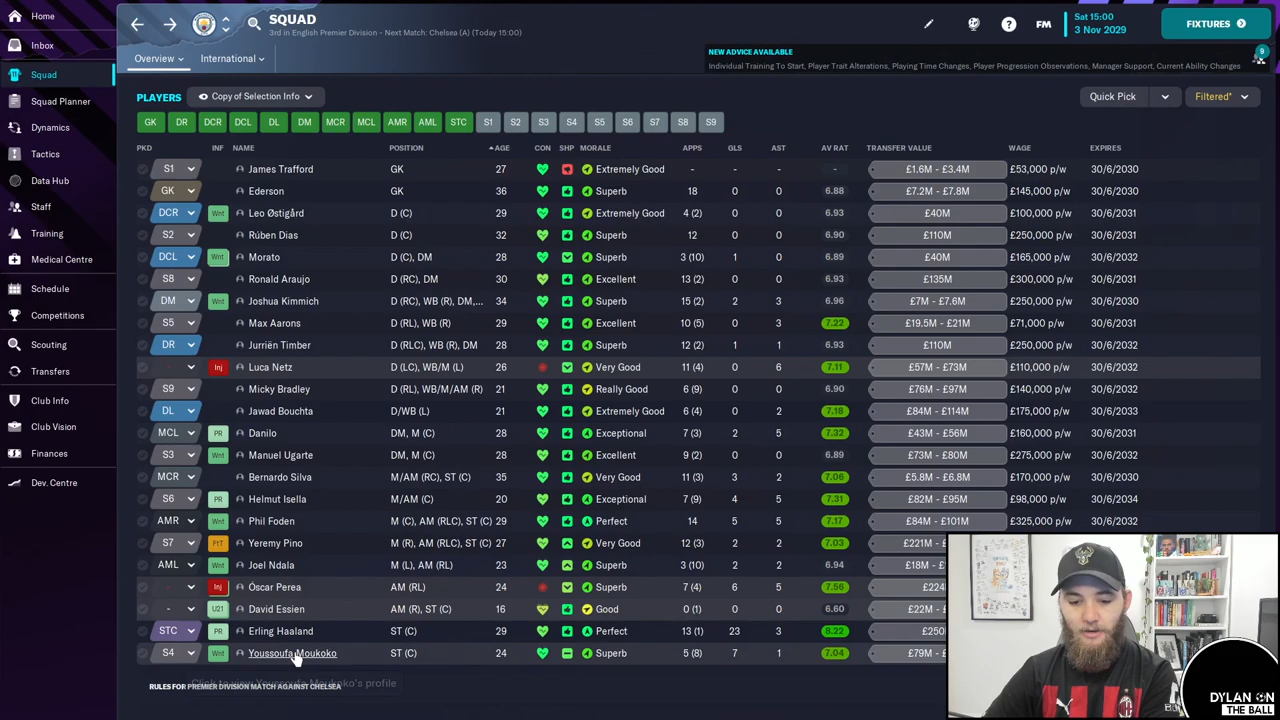 Home
Inbox
Squad
Squad Planner
Dynamics
Tactics
Data Hub
Staff
Training
Medical Centre
Schedule
Competitions
Scouting
Transfers
Club Info
Club Vision
Finances
Dev. Centre
SQUAD
3rd in English Premier Division - Next Match: Chelsea (A) (Today 15:00)
FM
Sat 15:00
3 Nov 2029
FIXTURES
Overview
International
NEW ADVICE AVAILABLE
Individual Training To Start, Player Trait Alterations, Playing Time Changes, Player Progression Observations, Manager Support, Current Ability Changes
9
PLAYERS Copy of Selection Info Quick Pick Filtered*
GK DR DCR DCL DL DM MCR MCL AMR AML STC S1 S2 S3 S4 S5 S6 S7 S8 S9
PKD INF NAME POSITION AGE CON SHP MORALE APPS GLS AST AV RAT TRANSFER VALUE WAGE EXPIRES
S1 James Trafford GK 27 Extremely Good - - - - £1.6M - £3.4M £53,000 p/w 30/6/2030
GK Ederson GK 36 Superb 18 0 0 6.88 £7.2M - £7.8M £145,000 p/w 30/6/2030
DCR Wnt Leo Østigård D (C) 29 Extremely Good 4 (2) 0 0 6.93 £40M £100,000 p/w 30/6/2031
S2 Rúben Dias D (C) 32 Superb 12 0 0 6.90 £110M £250,000 p/w 30/6/2031
DCL Wnt Morato D (C), DM 28 Superb 3 (10) 1 0 6.89 £40M £165,000 p/w 30/6/2032
S8 Ronald Araujo D (RC), DM 30 Excellent 13 (2) 0 0 6.93 £135M £300,000 p/w 30/6/2030
DM Wnt Joshua Kimmich D (RC), WB (R), DM,... 34 Superb 15 (2) 2 3 6.96 £7M - £7.6M £250,000 p/w 30/6/2030
S5 Max Aarons D (RL), WB (R) 29 Excellent 10 (5) 0 3 7.22 £19.5M - £21M £71,000 p/w 30/6/2031
DR Jurriën Timber D (RLC), WB (R), DM 28 Superb 12 (2) 1 1 6.93 £110M £250,000 p/w 30/6/2032
- Inj Luca Netz D (LC), WB/M (L) 26 Very Good 11 (4) 0 6 7.11 £57M - £73M £110,000 p/w 30/6/2032
S9 Micky Bradley D (RL), WB/M/AM (R) 21 Really Good 6 (9) 0 2 6.90 £76M - £97M £140,000 p/w 30/6/2032
DL Jawad Bouchta D/WB (L) 21 Extremely Good 6 (4) 0 2 7.18 £84M - £114M £175,000 p/w 30/6/2033
MCL PR Danilo DM, M (C) 28 Exceptional 7 (3) 2 5 7.32 £43M - £56M £160,000 p/w 30/6/2031
S3 Wnt Manuel Ugarte DM, M (C) 28 Excellent 9 (2) 0 0 6.89 £73M - £80M £275,000 p/w 30/6/2032
MCR Bernardo Silva M/AM (RC), ST (C) 35 Very Good 11 (3) 3 2 7.06 £5.8M - £6.8M £170,000 p/w 30/6/2031
S6 PR Helmut Isella M/AM (C) 20 Exceptional 7 (9) 4 5 7.31 £82M - £95M £98,000 p/w 30/6/2034
AMR Wnt Phil Foden M (C), AM (RLC), ST (C) 29 Perfect 14 5 5 7.17 £84M - £101M £325,000 p/w 30/6/2032
S7 Yeremy Pino M (R), AM (RLC), ST (C) 27 Very Good 12 (3) 3 2 7.03 £221M -
AML Wnt Joel Ndala M (L), AM (RL) 23 Superb 3 (10) 2 2 6.94 £18M -
- Inj Óscar Perea AM (RL) 24 Superb 7 (4) 6 5 7.56 £224
- U21 David Essien AM (R), ST (C) 16 Good 0 (1) 0 0 6.60 £22M -
STC PR Erling Haaland ST (C) 29 Perfect 13 (1) 23 3 8.22 £250
S4 Wnt Youssoufa Moukoko ST (C) 24 Superb 5 (8) 7 1 7.04 £79M -
Click to view Youssoufa Moukoko's profile
RULES FOR PREMIER DIVISION MATCH AGAINST CHELSEA
DYLAN ON
THE BALL